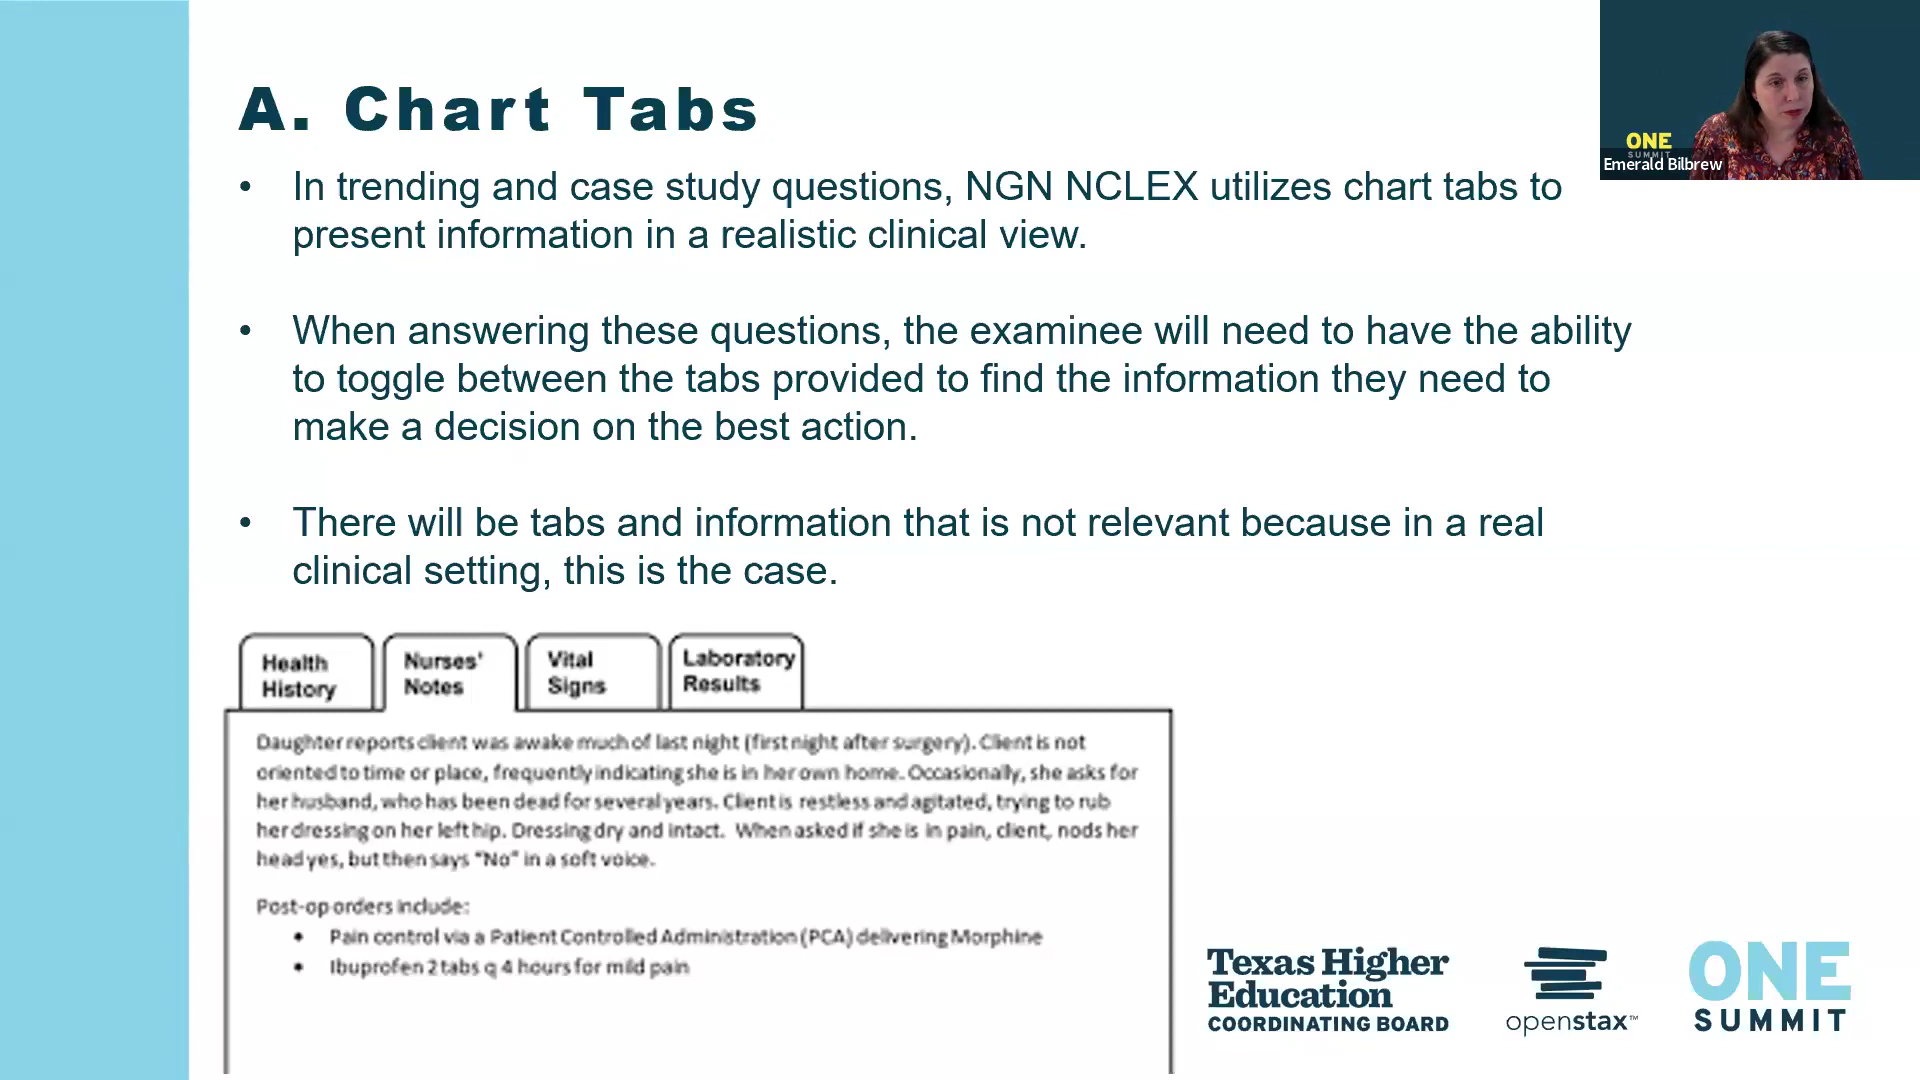 A. Chart Tabs
• In trending and case study questions, NGN NCLEX utilizes chart tabs to
present information in a realistic clinical view.
• When answering these questions, the examinee will need to have the ability
to toggle between the tabs provided to find the information they need to
make a decision on the best action.
• There will be tabs and information that is not relevant because in a real
clinical setting, this is the case.
ONE
SUMMIT
Emerald Bilbrew
Health
History
Nurses'
Notes
Vital
Signs
Laboratory
Results
Daughter reports client was awake much of last night (first night after surgery). Client is not
oriented to time or place, frequently indicating she is in her own home. Occasionally, she asks for
her husband, who has been dead for several years. Client is restless and agitated, trying to rub
her dressing on her left hip. Dressing dry and intact. When asked if she is in pain, client, nods her
head yes, but then says "No" in a soft voice.
Post-op orders include:
• Pain control via a Patient Controlled Administration (PCA) delivering Morphine
• Ibuprofen 2 tabs q 4 hours for mild pain
Texas Higher
Education
COORDINATING BOARD
openstax™
ONE
SUMMIT